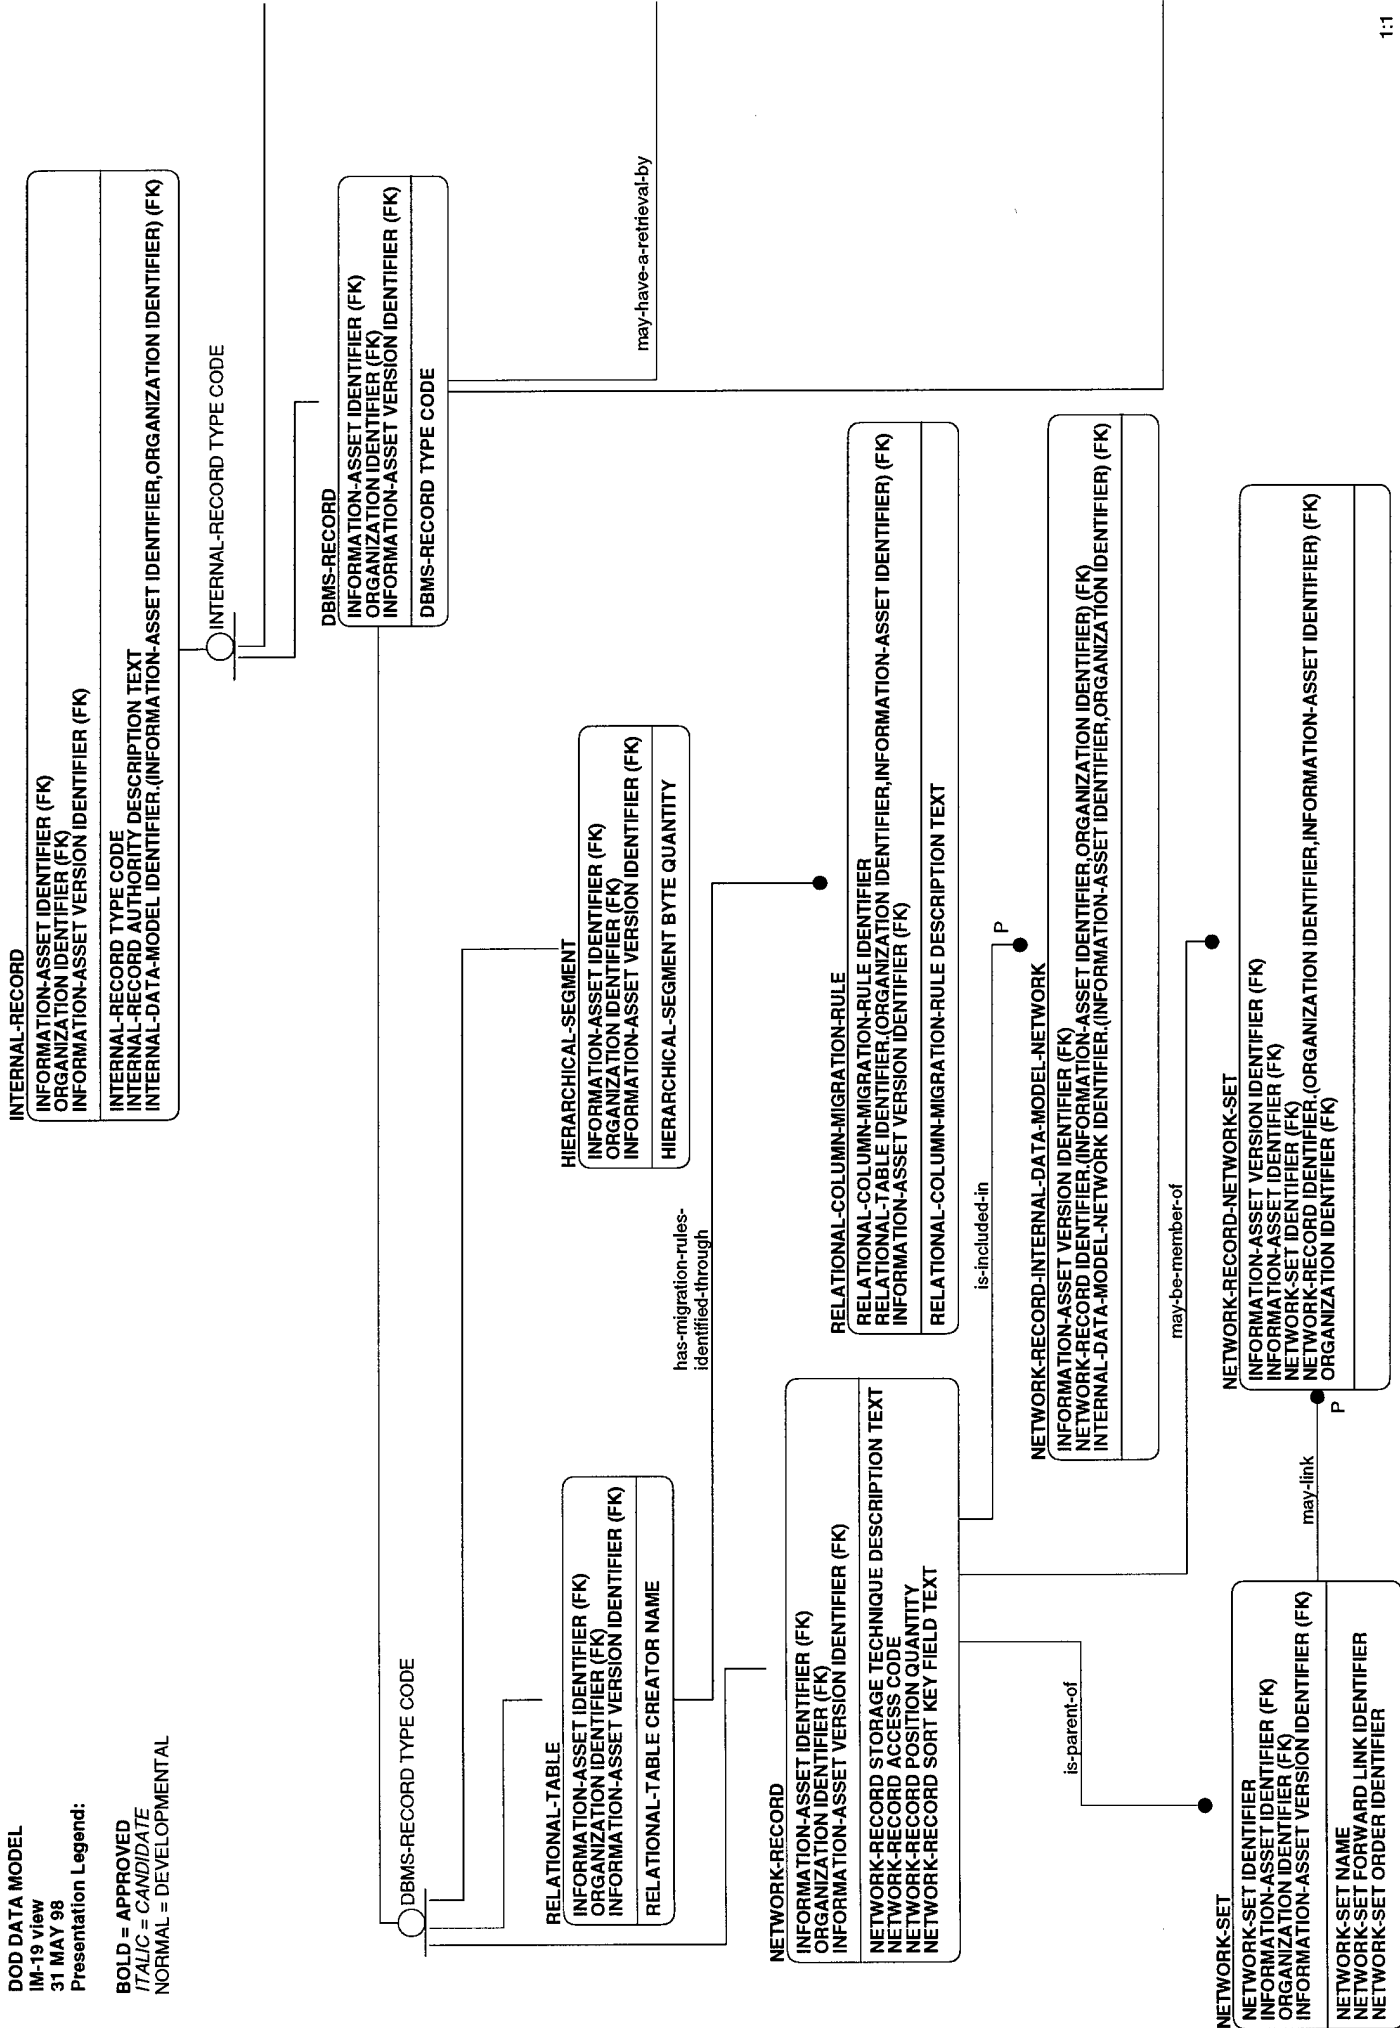 DOD DATA MODEL
IM-19 view
31 MAY 98
Presentation Legend:
BOLD = APPROVED
ITALIC = CANDIDATE
NORMAL = DEVELOPMENTAL
INTERNAL-RECORD
INFORMATION-ASSET IDENTIFIER (FK)
ORGANIZATION IDENTIFIER (FK)
INFORMATION-ASSET VERSION IDENTIFIER (FK)
INTERNAL-RECORD TYPE CODE
INTERNAL-RECORD AUTHORITY DESCRIPTION TEXT
INTERNAL-DATA-MODEL IDENTIFIER.(INFORMATION-ASSET IDENTIFIER,ORGANIZATION IDENTIFIER) (FK)
INTERNAL-RECORD TYPE CODE
DBMS-RECORD
INFORMATION-ASSET IDENTIFIER (FK)
ORGANIZATION IDENTIFIER (FK)
INFORMATION-ASSET VERSION IDENTIFIER (FK)
DBMS-RECORD TYPE CODE
DBMS-RECORD TYPE CODE
may-have-a-retrieval-by
HIERARCHICAL-SEGMENT
INFORMATION-ASSET IDENTIFIER (FK)
ORGANIZATION IDENTIFIER (FK)
INFORMATION-ASSET VERSION IDENTIFIER (FK)
HIERARCHICAL-SEGMENT BYTE QUANTITY
RELATIONAL-TABLE
INFORMATION-ASSET IDENTIFIER (FK)
ORGANIZATION IDENTIFIER (FK)
INFORMATION-ASSET VERSION IDENTIFIER (FK)
RELATIONAL-TABLE CREATOR NAME
has-migration-rules-
identified-through
RELATIONAL-COLUMN-MIGRATION-RULE
RELATIONAL-COLUMN-MIGRATION-RULE IDENTIFIER
RELATIONAL-TABLE IDENTIFIER.(ORGANIZATION IDENTIFIER,INFORMATION-ASSET IDENTIFIER) (FK)
INFORMATION-ASSET VERSION IDENTIFIER (FK)
RELATIONAL-COLUMN-MIGRATION-RULE DESCRIPTION TEXT
NETWORK-RECORD
INFORMATION-ASSET IDENTIFIER (FK)
ORGANIZATION IDENTIFIER (FK)
INFORMATION-ASSET VERSION IDENTIFIER (FK)
NETWORK-RECORD STORAGE TECHNIQUE DESCRIPTION TEXT
NETWORK-RECORD ACCESS CODE
NETWORK-RECORD POSITION QUANTITY
NETWORK-RECORD SORT KEY FIELD TEXT
is-included-in
P
NETWORK-RECORD-INTERNAL-DATA-MODEL-NETWORK
INFORMATION-ASSET VERSION IDENTIFIER (FK)
NETWORK-RECORD IDENTIFIER.(INFORMATION-ASSET IDENTIFIER,ORGANIZATION IDENTIFIER) (FK)
INTERNAL-DATA-MODEL-NETWORK IDENTIFIER.(INFORMATION-ASSET IDENTIFIER,ORGANIZATION IDENTIFIER) (FK)
may-be-member-of
is-parent-of
NETWORK-RECORD-NETWORK-SET
INFORMATION-ASSET VERSION IDENTIFIER (FK)
INFORMATION-ASSET IDENTIFIER (FK)
NETWORK-SET IDENTIFIER (FK)
NETWORK-RECORD IDENTIFIER.(ORGANIZATION IDENTIFIER,INFORMATION-ASSET IDENTIFIER) (FK)
ORGANIZATION IDENTIFIER (FK)
may-link
P
NETWORK-SET
NETWORK-SET IDENTIFIER
INFORMATION-ASSET IDENTIFIER (FK)
ORGANIZATION IDENTIFIER (FK)
INFORMATION-ASSET VERSION IDENTIFIER (FK)
NETWORK-SET NAME
NETWORK-SET FORWARD LINK IDENTIFIER
NETWORK-SET ORDER IDENTIFIER
1:1